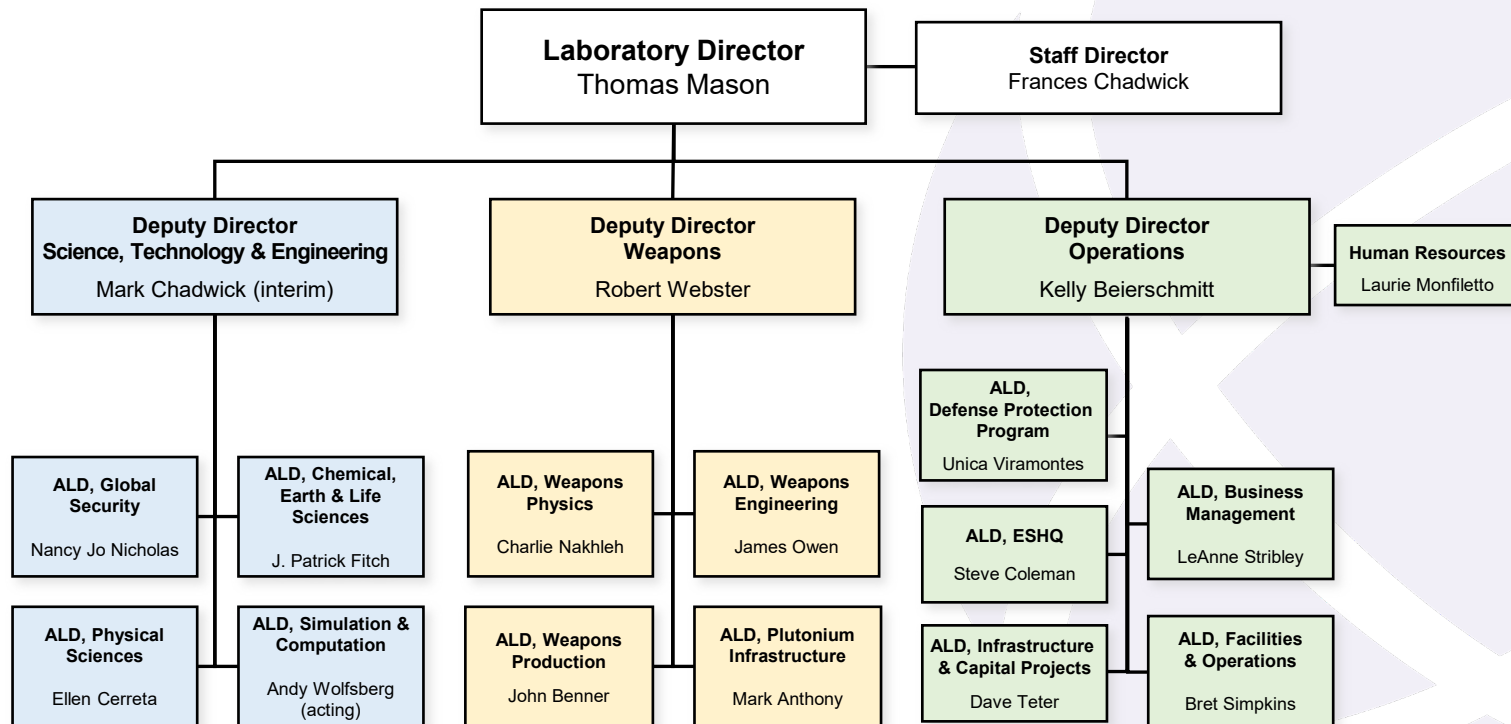 Laboratory Director
Thomas Mason
Staff Director
Frances Chadwick
Deputy Director
Science, Technology & Engineering
Mark Chadwick (interim)
Deputy Director
Weapons
Robert Webster
Deputy Director
Operations
Kelly Beierschmitt
Human Resources
Laurie Monfiletto
ALD, Global
Security
Nancy Jo Nicholas
ALD, Chemical,
Earth & Life
Sciences
J. Patrick Fitch
ALD, Physical
Sciences
Ellen Cerreta
ALD, Simulation &
Computation
Andy Wolfsberg
(acting)
ALD, Weapons
Physics
Charlie Nakhleh
ALD, Weapons
Engineering
James Owen
ALD, Weapons
Production
John Benner
ALD, Plutonium
Infrastructure
Mark Anthony
ALD,
Defense Protection
Program
Unica Viramontes
ALD, ESHQ
Steve Coleman
ALD, Business
Management
LeAnne Stribley
ALD, Infrastructure
& Capital Projects
Dave Teter
ALD, Facilities
& Operations
Bret Simpkins